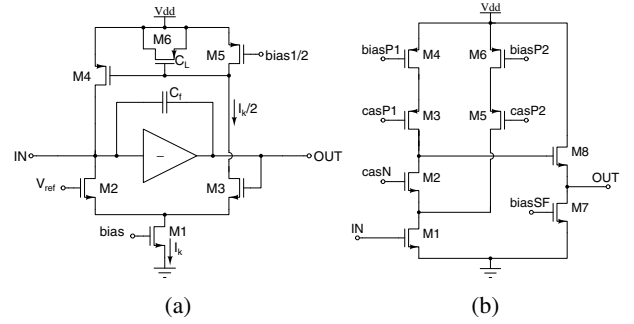 Vdd
M6
M5
bias1/2
C_L
M4
C_f
I_k/2
IN
−
OUT
V_ref
M2
M3
bias
M1
I_k
(a)
Vdd
biasP1
M4
M6
biasP2
casP1
M3
M5
casP2
M8
casN
M2
OUT
biasSF
M7
IN
M1
(b)